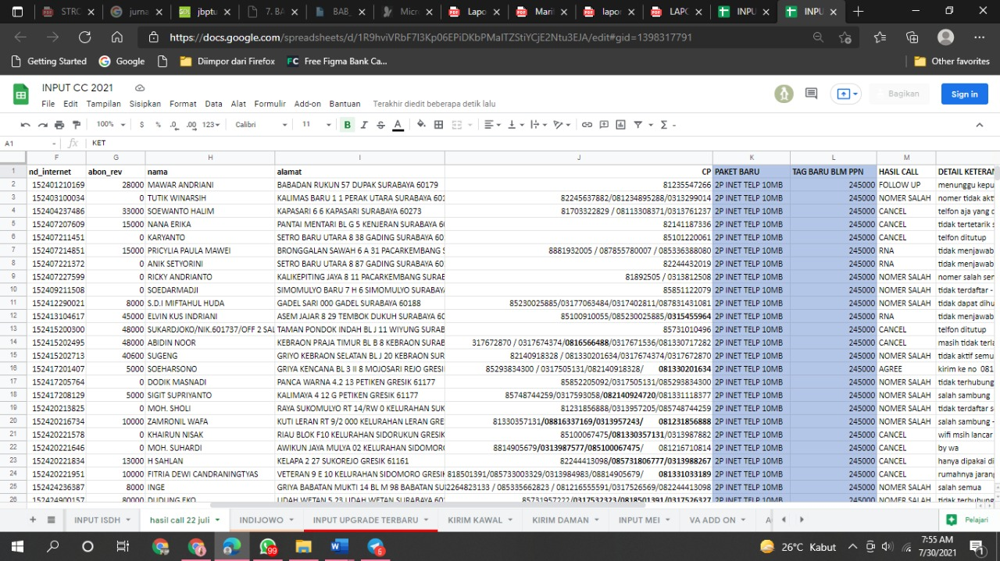 STRC jurna jbptu 7. BA BAB_ Micr Lapo Mari lapor LAPC INPU INPU
https://docs.google.com/spreadsheets/d/1R9hviVRbF7I3Kp06EPiDKbPMaITZStiYCjE2Ntu3EJA/edit#gid=1398317791
Getting Started Google Diimpor dari Firefox FC Free Figma Bank Ca... Other favorites
INPUT CC 2021
File Edit Tampilan Sisipkan Format Data Alat Formulir Add-on Bantuan Terakhir diedit beberapa detik lalu Bagikan Sign in
100% $ % .0 .00 123 Calibri 11 B I S A
A1 fx KET
F G H I J K L M
1 nd_internet abon_rev nama alamat CP PAKET BARU TAG BARU BLM PPN HASIL CALL DETAIL KETERAN
2 152401210169 28000 MAWAR ANDRIANI BABADAN RUKUN 57 DUPAK SURABAYA 60179 81235547266 2P INET TELP 10MB 245000 FOLLOW UP menunggu kepu
3 152403100034 0 TUTIK WINARSIH KALIMAS BARU 1 1 PERAK UTARA SURABAYA 601 82245637882/081234895288/0313299014 2P INET TELP 10MB 245000 NOMER SALAH nomer tidak akt
4 152404237486 33000 SOEWANTO HALIM KAPASARI 6 6 KAPASARI SURABAYA 60273 81703322829 / 08113308371/0313761237 2P INET TELP 10MB 245000 CANCEL telfon aja yang d
5 152407207609 15000 NANA ERIKA PANTAI MENTARI BL G 5 KENJERAN SURABAYA 60 82141187336 2P INET TELP 10MB 245000 CANCEL tidak tertetarik s
6 152407211451 0 KARYANTO SETRO BARU UTARA 8 38 GADING SURABAYA 60 85101220061 2P INET TELP 10MB 245000 CANCEL telfon ditutup
7 152407214851 15000 PRICYLIA PAULA MAWEI BRONGGALAN SAWAH 6 A 31 PACARKEMBANG S 8881932005 / 087855780007 / 085336388080 2P INET TELP 10MB 245000 RNA tidak menjawab
8 152407221372 0 ANIK SETYORINI SETRO BARU UTARA 8 87 GADING SURABAYA 60 82244432019 2P INET TELP 10MB 245000 RNA tidak menjawab
9 152407227599 0 RICKY ANDRIANTO KALIKEPITING JAYA 8 11 PACARKEMBANG SURAB 81892505 / 0313812508 2P INET TELP 10MB 245000 NOMER SALAH nomer salah sem
10 152409211508 0 SOEDARMADJI SIMOMULYO BARU 7 H 6 SIMOMULYO SURABAYA 85851122079 2P INET TELP 10MB 245000 NOMER SALAH tidak terdaftar -
11 152412290021 8000 S.D.I MIFTAHUL HUDA GADEL SARI 000 GADEL SURABAYA 60188 85230025885/03177063484/0317402811/087831431081 2P INET TELP 10MB 245000 NOMER SALAH tidak dapat dihu
12 152413104617 45000 ELVIN KUS INDRIANI ASEM JAJAR 8 29 TEMBOK DUKUH SURABAYA 60 85100910055/085230025885/0315455964 2P INET TELP 10MB 245000 RNA tidak menjawab
13 152415200300 48000 SUKARDJOKO/NIK.601737/OFF 2 SAL TAMAN PONDOK INDAH BL J 11 WIYUNG SURAB 85731010496 2P INET TELP 10MB 245000 CANCEL telfon ditutup
14 152415202495 48000 ABIDIN NOOR KEBRAON PRAJA TIMUR BL B 8 KEBRAON SURAB 317672870 / 0317674374/0816566488/0317671536/081330717282 2P INET TELP 10MB 245000 CANCEL masih tidak terla
15 152415202713 40600 SUGENG GRIYO KEBRAON SELATAN BL J 20 KEBRAON SUR 82140918328 / 081330201634/0317674374/0317672870 2P INET TELP 10MB 245000 NOMER SALAH tidak aktif semu
16 152417201407 5000 SOEHARSONO GRIYA KENCANA BL 3 II 8 MOJOSARI REJO GRESI 85293834300 / 0317505131/082140918328/ 081330201634 2P INET TELP 10MB 245000 AGREE kirim ke no 081
17 152417205764 0 DODIK MASNADI PANCA WARNA 4.2 13 PETIKEN GRESIK 61177 85852205092/0317505131/085293834300 2P INET TELP 10MB 245000 NOMER SALAH tidak terhubung
18 152417208129 5000 SIGIT SUPRIYANTO KALIMAYA 4 12 G PETIKEN GRESIK 61177 85748744259/0317593058/082140924720/081331118377 2P INET TELP 10MB 245000 NOMER SALAH salah sambung
19 152420213825 0 MOH. SHOLI RAYA SUKOMULYO RT 14/RW 0 KELURAHAN SUK 81231856888/0313957205/085748744259 2P INET TELP 10MB 245000 NOMER SALAH tidak terdaftar s
20 152420216734 10000 ZAMRONIL WAFA KUTI LERAN RT 9/2 000 KELURAHAN LERAN GRE 81330357131/08816337169/0313957243/ 081231856888 2P INET TELP 10MB 245000 NOMER SALAH salah sambung -
21 152420221578 0 KHAIRUN NISAK RIAU BLOK F10 KELURAHAN SIDORUKUN GRESIK 85100067475/081330357131/0313987882 2P INET TELP 10MB 245000 CANCEL wifi msih lancar
22 152420221646 0 MOH. SUHARDI AWIKUN JAYA MULYA 02 KELURAHAN SIDOMORO 8814905679/0313987577/085100067475/ 081216710814 2P INET TELP 10MB 245000 CANCEL by wa
23 152420221834 13000 H SAHLAN KELAPA 2 27 SUKOREJO GRESIK 61161 82244413098/085731806777/0313988267 2P INET TELP 10MB 245000 CANCEL hanya dipakai di
24 152420221951 10000 FITRIA DEWI CANDRANINGTYAS VETERAN 9 E 10 KELURAHAN SIDOMORO GRESIK 818501391/085733003329/0313984983/08814905679/ 081331033189 2P INET TELP 10MB 245000 CANCEL rumahnya jarang
25 152424236387 8000 INGE GRIYA BABATAN MUKTI 14 BL M 98 BABATAN SU 2264823133 / 085335662823 / 081216555591/0317526569/082244413098 2P INET TELP 10MB 245000 NOMER SALAH salah semua
26 152424900157 80000 DUDUNG EKO LIDAH WETAN 5 23 LIDAH WETAN SURABAYA 60 85731957222/0317532323/0818501391/0317526327 2P INET TELP 10MB 245000 NOMER SALAH tidak terhubung
INPUT ISDH hasil call 22 juli INDIJOWO INPUT UPGRADE TERBARU KIRIM KAWAL KIRIM DAMAN INPUT MEI VA ADD ON Pelajari
99 6 26°C Kabut 7:55 AM
7/30/2021 1